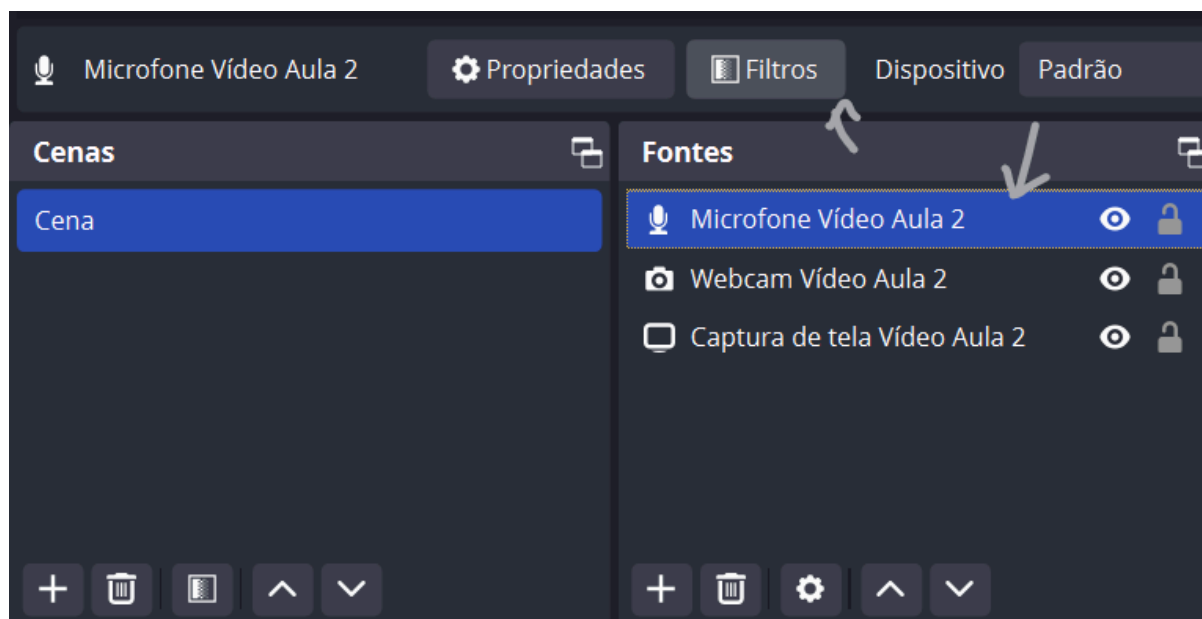 Microfone Vídeo Aula 2 Propriedades Filtros Dispositivo Padrão
Cenas
Cena
Fontes
Microfone Vídeo Aula 2
Webcam Vídeo Aula 2
Captura de tela Vídeo Aula 2